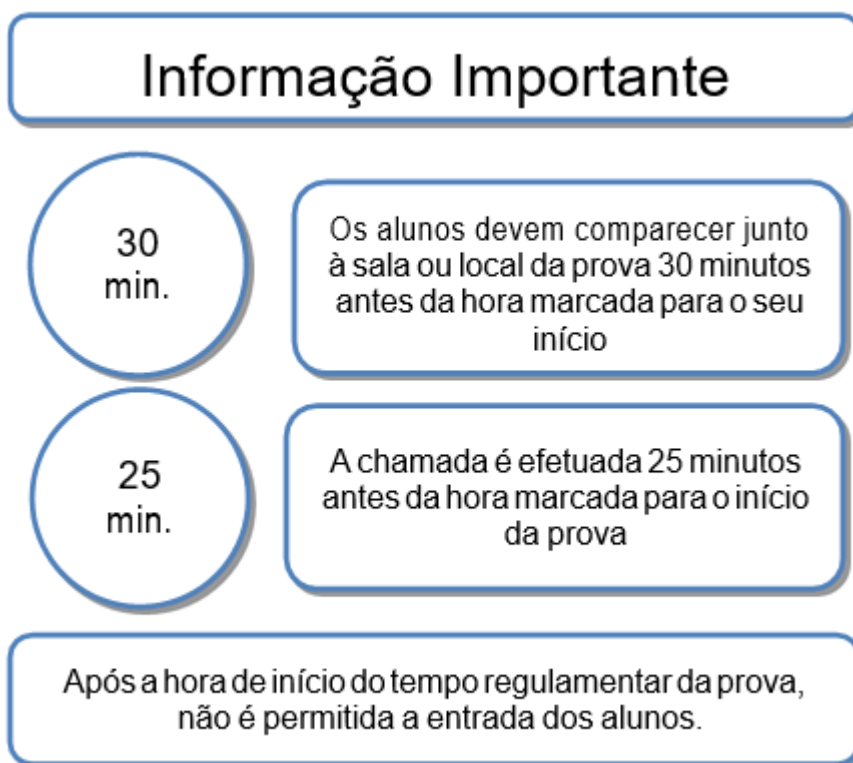 Informação Importante
30
min.
Os alunos devem comparecer junto
à sala ou local da prova 30 minutos
antes da hora marcada para o seu
início
25
min.
A chamada é efetuada 25 minutos
antes da hora marcada para o início
da prova
Após a hora de início do tempo regulamentar da prova,
não é permitida a entrada dos alunos.